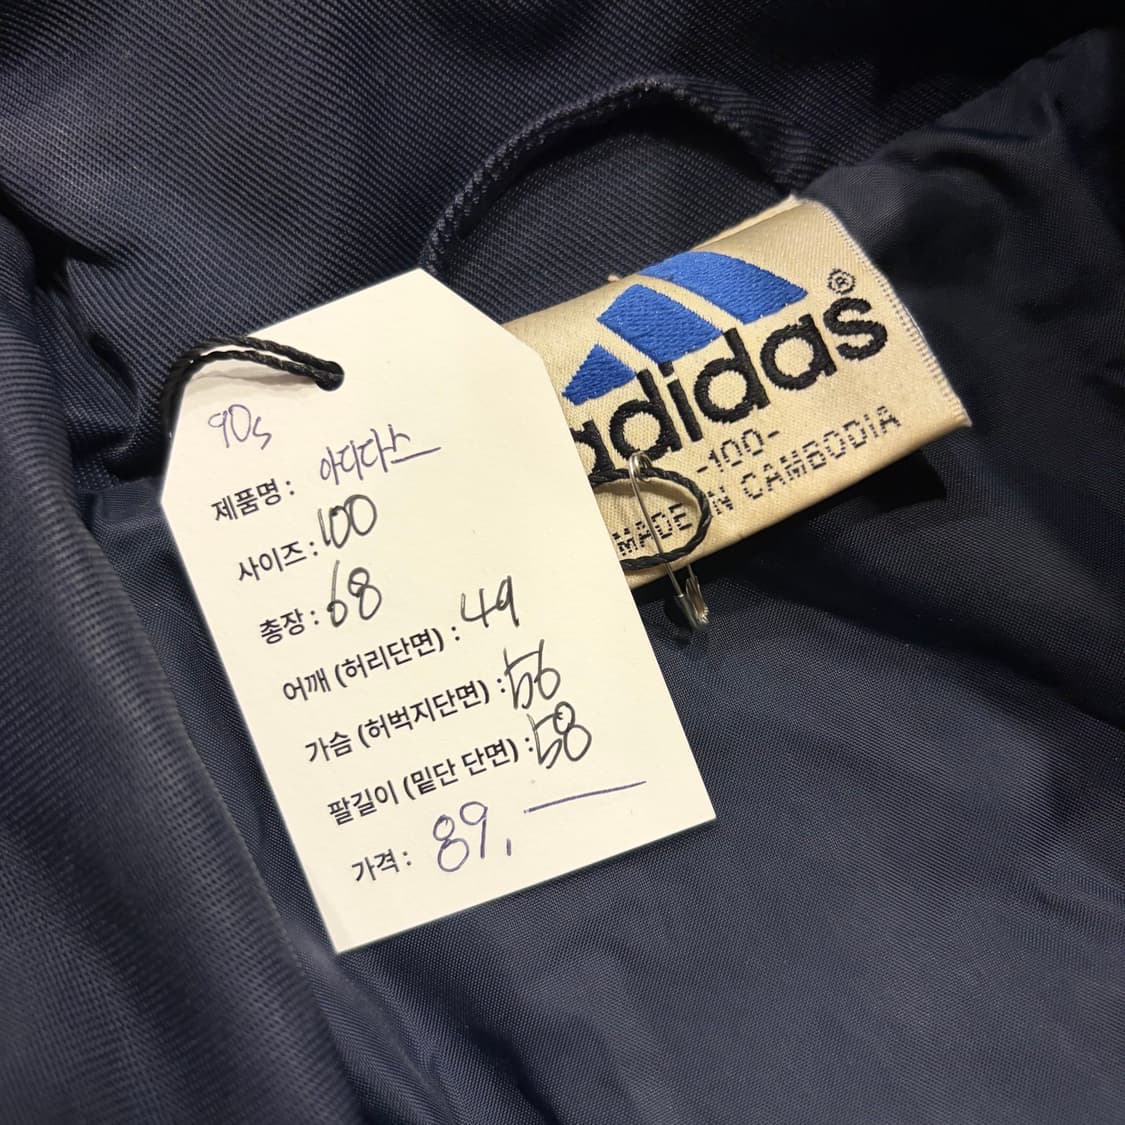 90s
제품명 : 아디다스
사이즈 : 100
총장 : 68
어깨 (허리단면) : 49
가슴 (허벅지단면) : 56
팔길이 (밑단 단면) : 58
가격 : 89,—
adidas®
-100-
MADE IN CAMBODIA